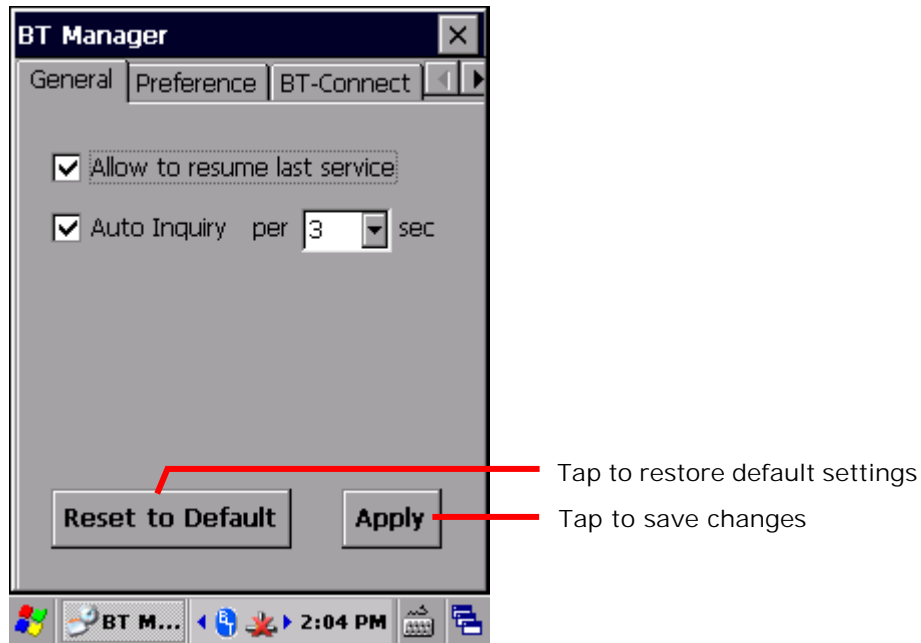 BT Manager
General Preference BT-Connect
Allow to resume last service
Auto Inquiry per 3 sec
Tap to restore default settings
Reset to Default Apply Tap to save changes
BT M... 2:04 PM